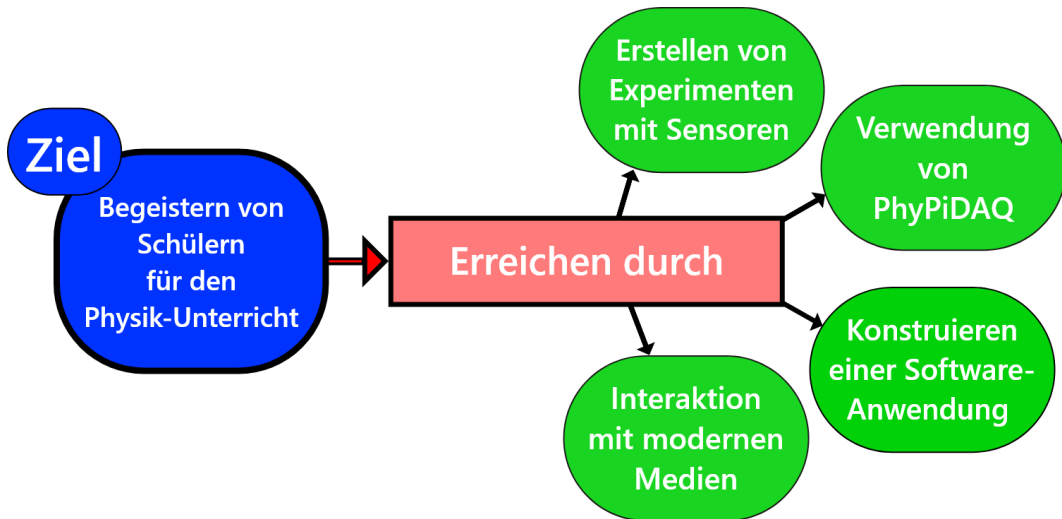 Ziel
Begeistern von
Schülern
für den
Physik-Unterricht
Erreichen durch
Erstellen von
Experimenten
mit Sensoren
Verwendung
von
PhyPiDAQ
Konstruieren
einer Software-
Anwendung
Interaktion
mit modernen
Medien